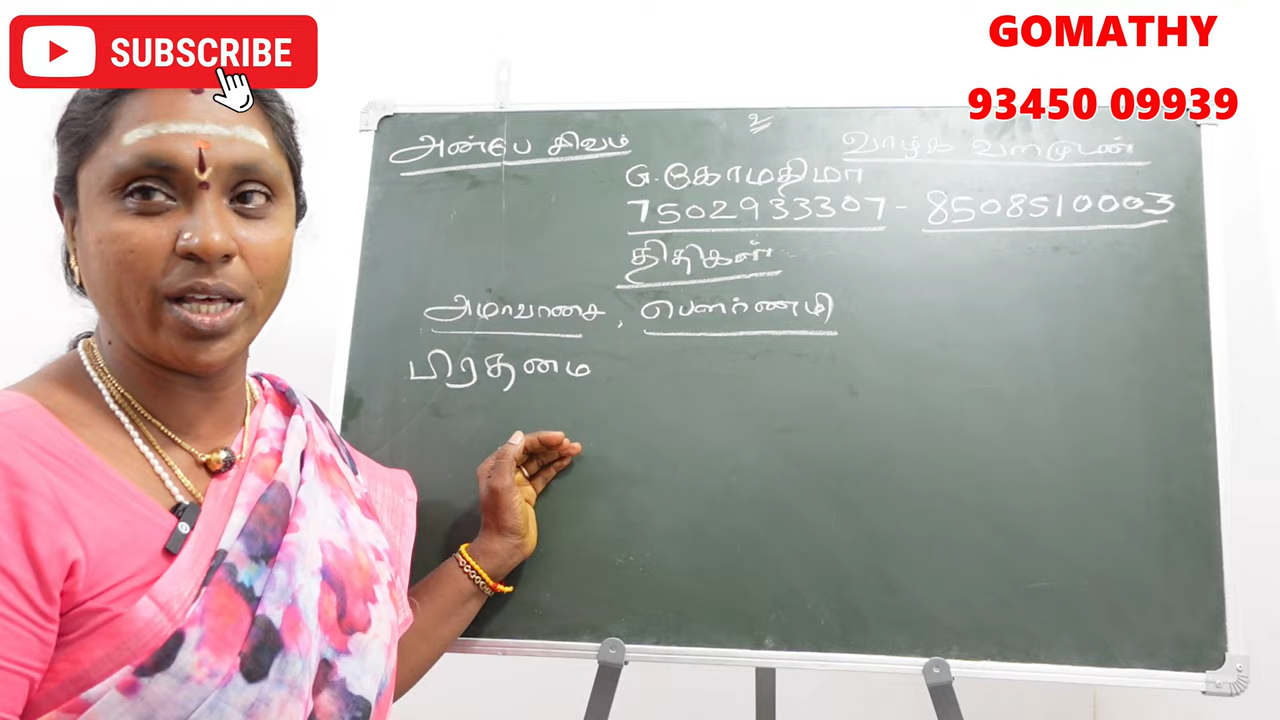 SUBSCRIBE
GOMATHY
93450 09939
உ
அன்பே சிவம்
வாழ்க வளமுடன்
G.கோமதிமா
7502933307 - 8508510003
திதிகள்
அமாவாசை, பௌர்ணமி
பிரதமை